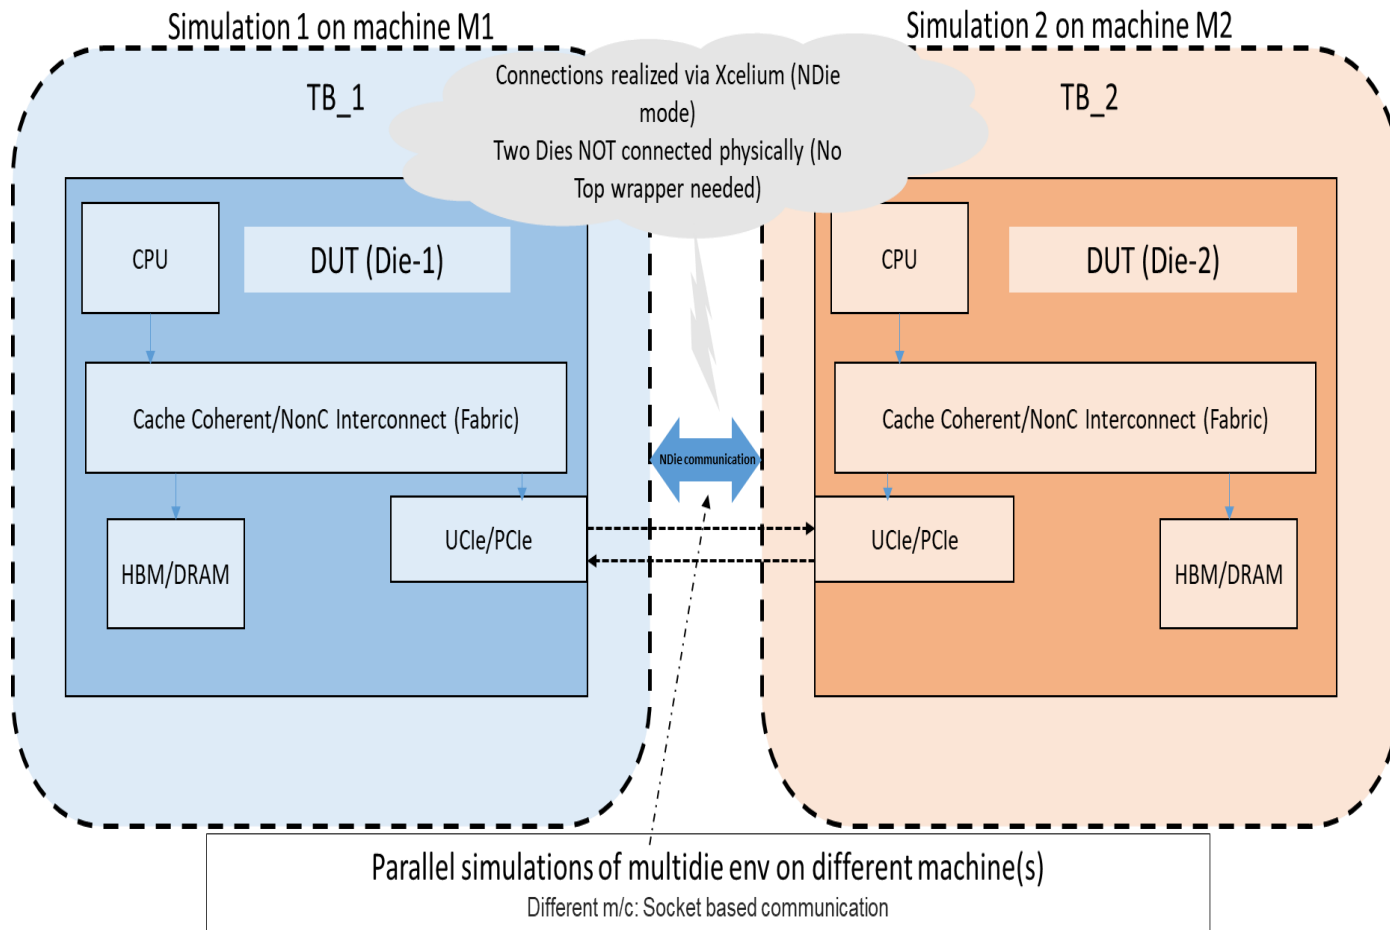 Simulation 1 on machine M1
Simulation 2 on machine M2
Connections realized via Xcelium (NDie
mode)
Two Dies NOT connected physically (No
Top wrapper needed)
TB_1
TB_2
CPU
DUT (Die-1)
CPU
DUT (Die-2)
Cache Coherent/NonC Interconnect (Fabric)
Cache Coherent/NonC Interconnect (Fabric)
NDie communication
UCIe/PCIe
UCIe/PCIe
HBM/DRAM
HBM/DRAM
Parallel simulations of multidie env on different machine(s)
Different m/c: Socket based communication